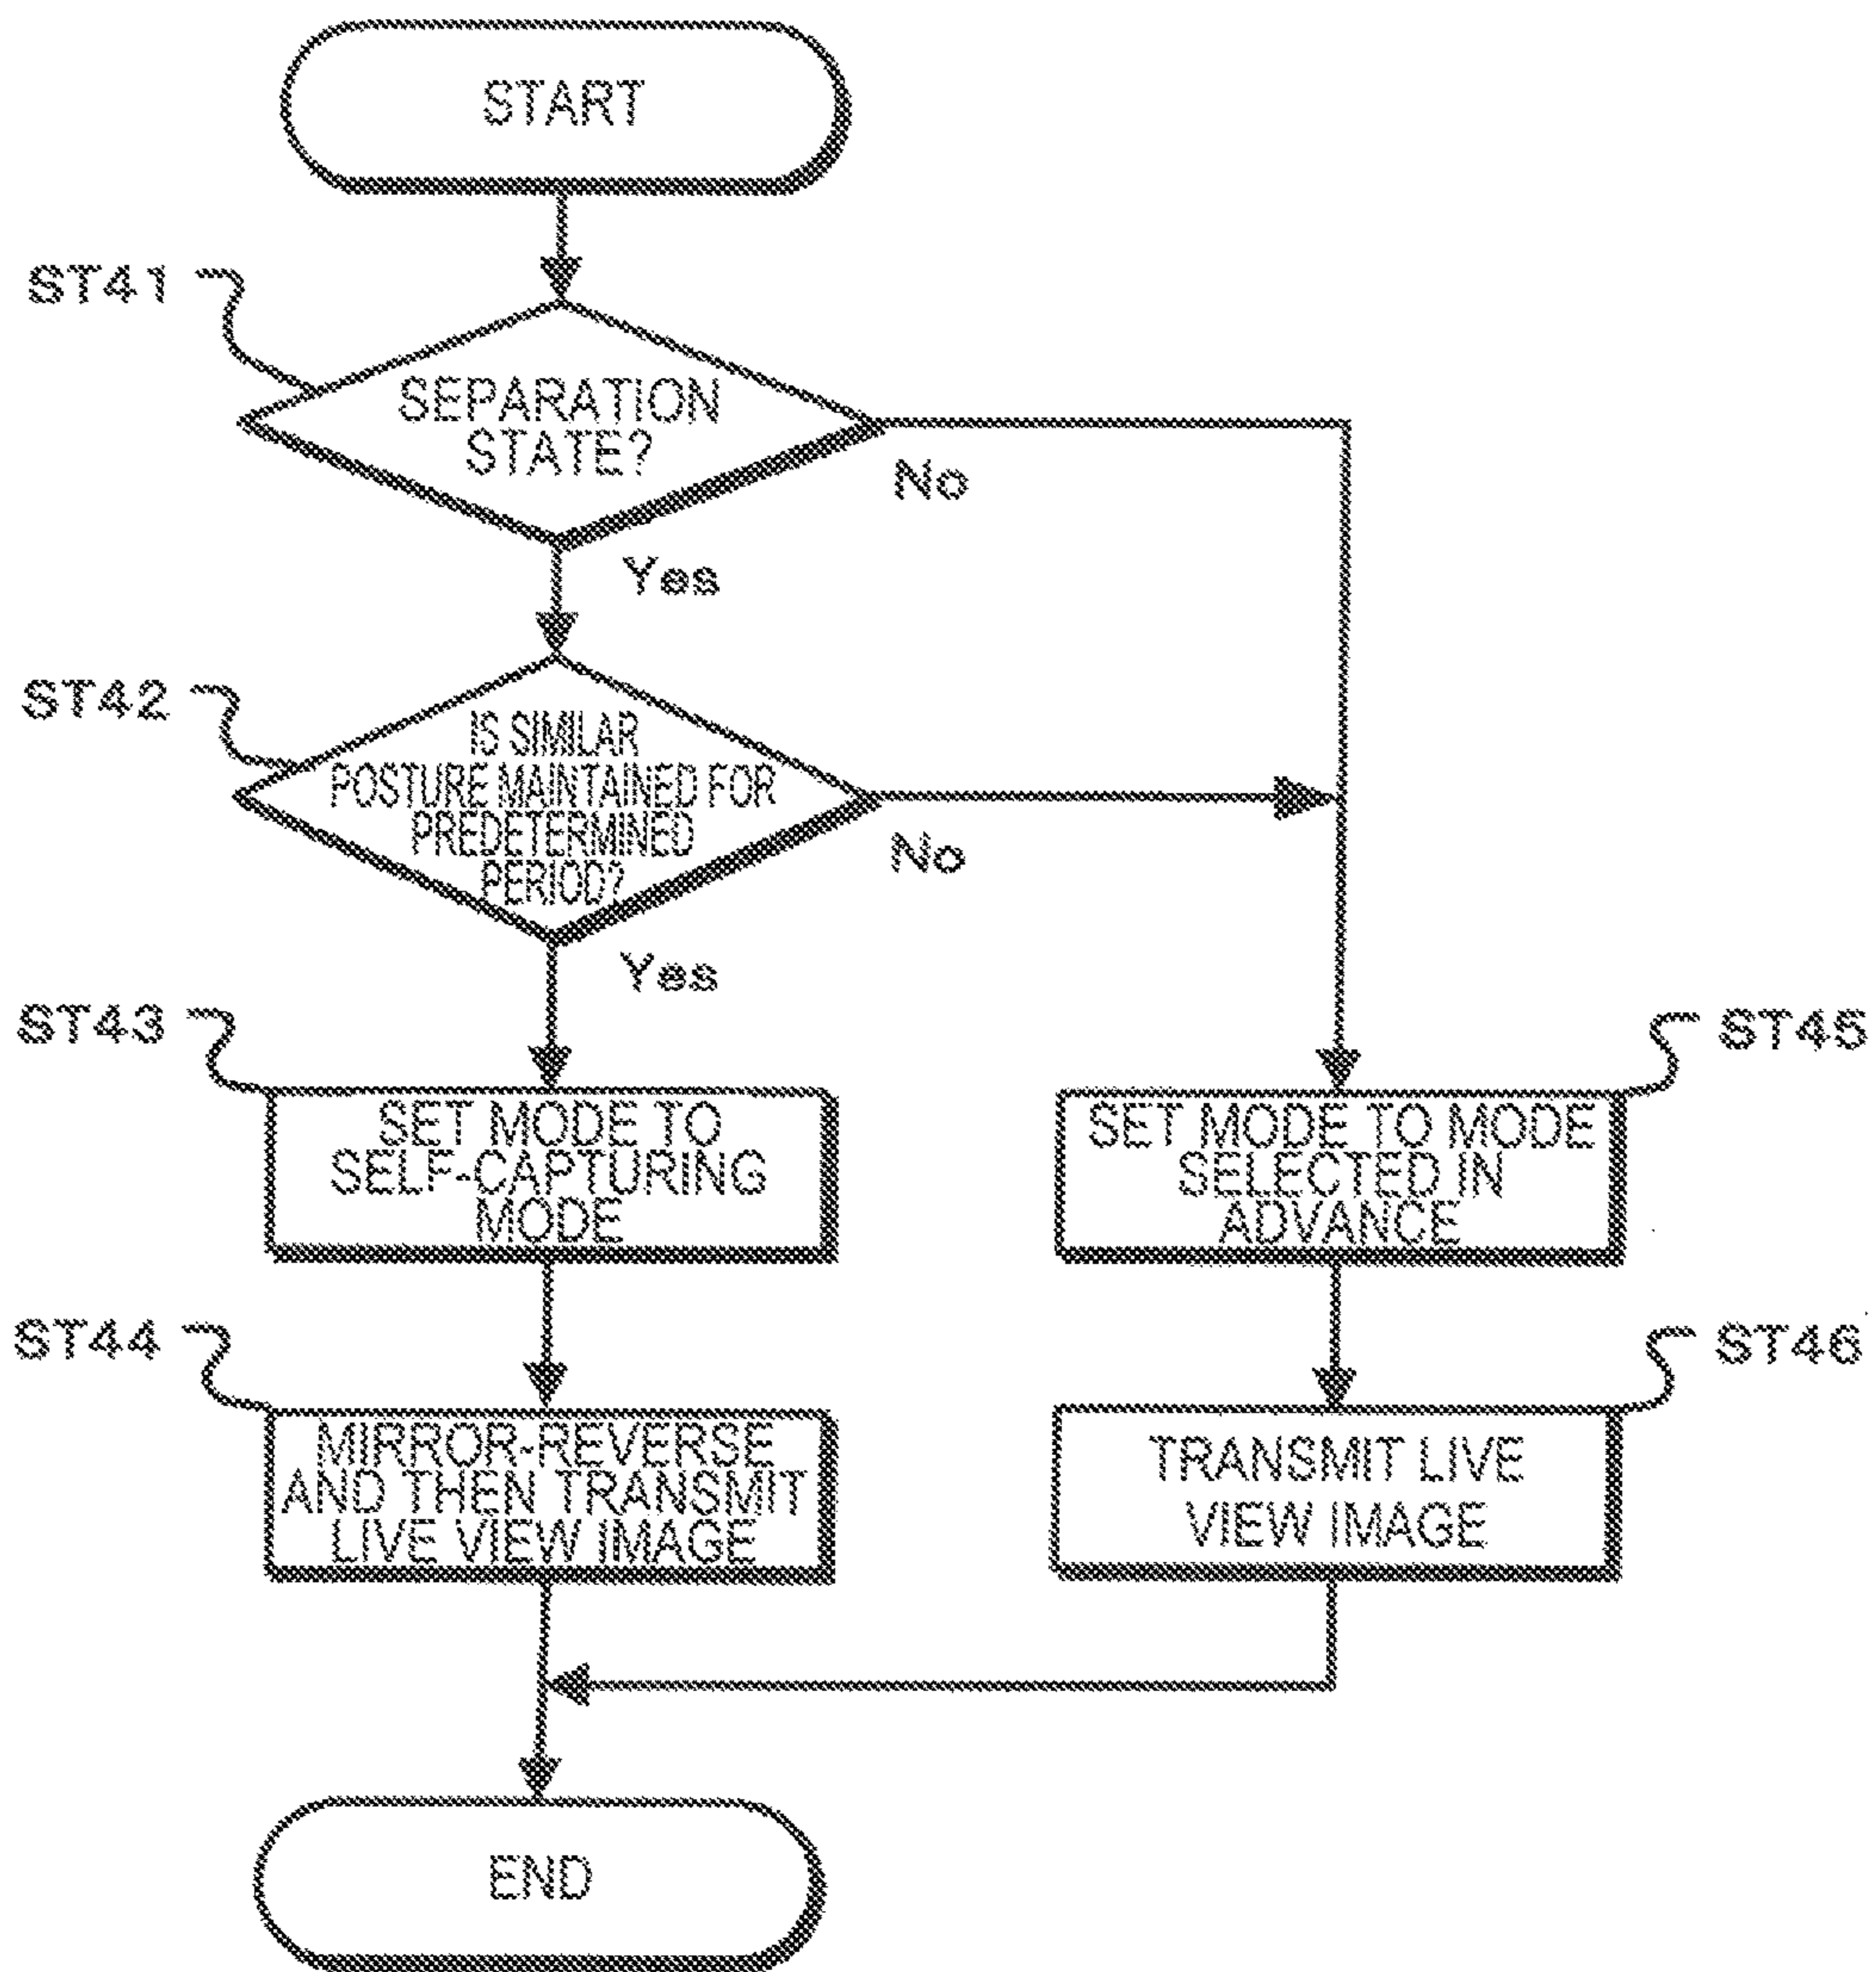 START
ST41
SEPARATION
STATE?
No
Yes
ST42
IS SIMILAR
POSTURE MAINTAINED FOR
PREDETERMINED
PERIOD?
No
Yes
ST43
SET MODE TO
SELF-CAPTURING
MODE
ST45
SET MODE TO MODE
SELECTED IN
ADVANCE
ST44
MIRROR-REVERSE
AND THEN TRANSMIT
LIVE VIEW IMAGE
ST46
TRANSMIT LIVE
VIEW IMAGE
END